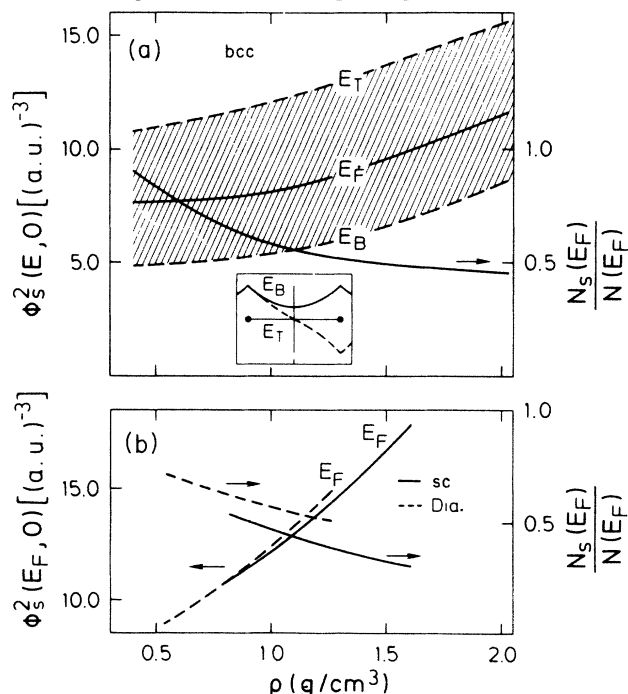 15.0
(a)
bcc
E_T
Φ_s^2 (E, O) [(a. u.)^-3]
10.0
E_F
1.0
E_B
5.0
0.5
N_s (E_F)
N (E_F)
E_B
E_T
(b)
E_F
E_F
1.0
sc
Dia.
Φ_s^2 (E_F, O) [(a. u.)^-3]
15.0
0.5
N_s (E_F)
N (E_F)
10.0
0.5
1.0
1.5
2.0
ρ (g/cm^3)